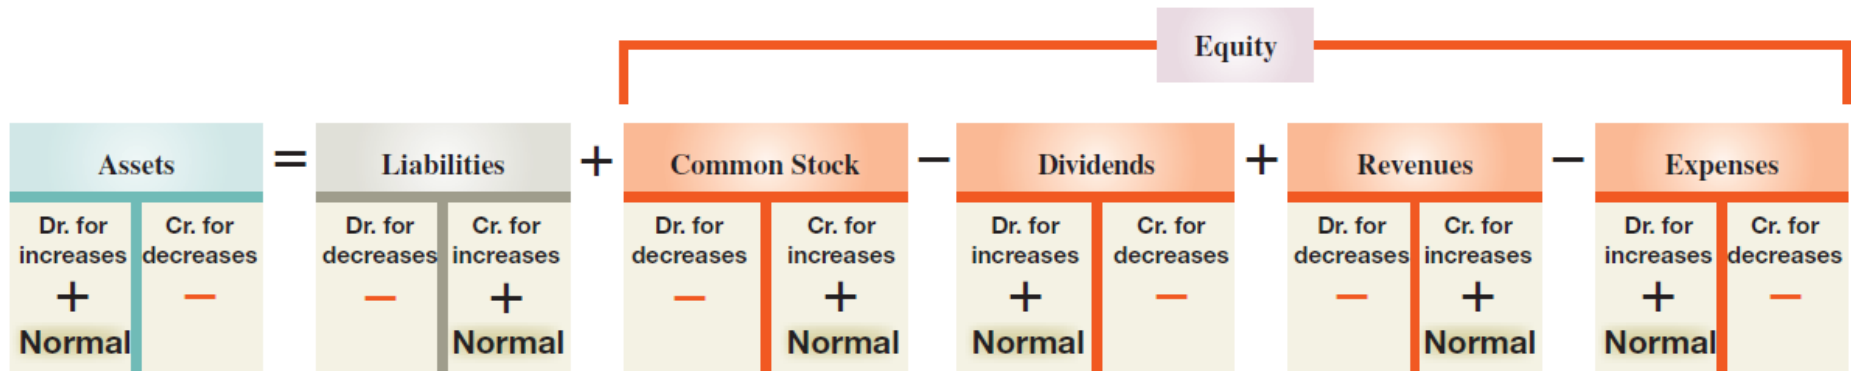 Equity
Assets = Liabilities + Common Stock − Dividends + Revenues − Expenses
Dr. for Cr. for Dr. for Cr. for Dr. for Cr. for Dr. for Cr. for Dr. for Cr. for Dr. for Cr. for
increases decreases decreases increases decreases increases increases decreases decreases increases increases decreases
+ − − + − + + − − + + −
Normal Normal Normal Normal Normal Normal